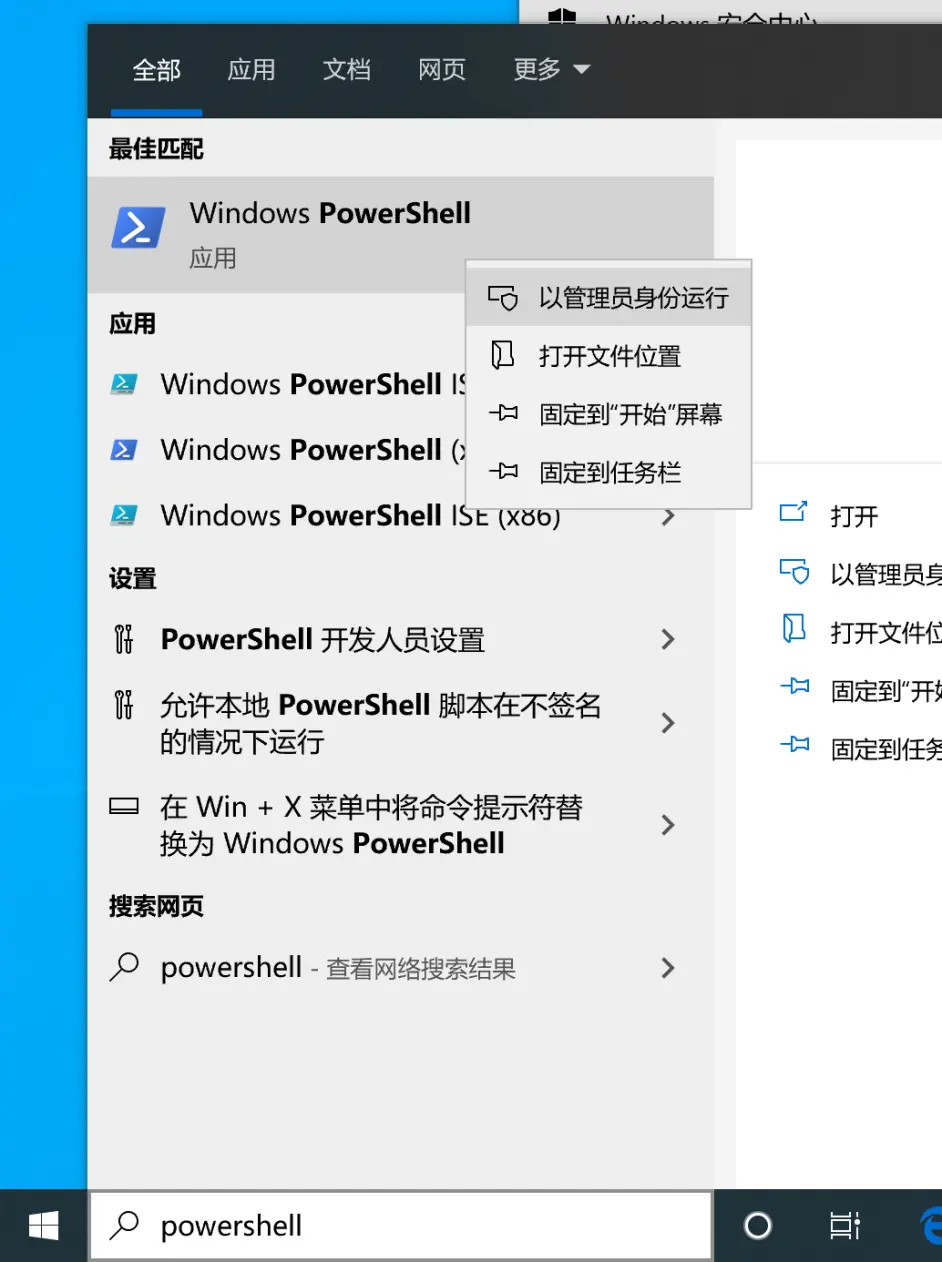 Windows 安全中心
全部 应用 文档 网页 更多
最佳匹配
Windows PowerShell
应用
以管理员身份运行
打开文件位置
固定到“开始”屏幕
固定到任务栏
应用
Windows PowerShell
Windows PowerShell
Windows PowerShell ISE (x86)
设置
PowerShell 开发人员设置
允许本地 PowerShell 脚本在不签名
的情况下运行
在 Win + X 菜单中将命令提示符替
换为 Windows PowerShell
搜索网页
powershell - 查看网络搜索结果
打开
以管理员身
打开文件位
固定到“开始
固定到任务
powershell